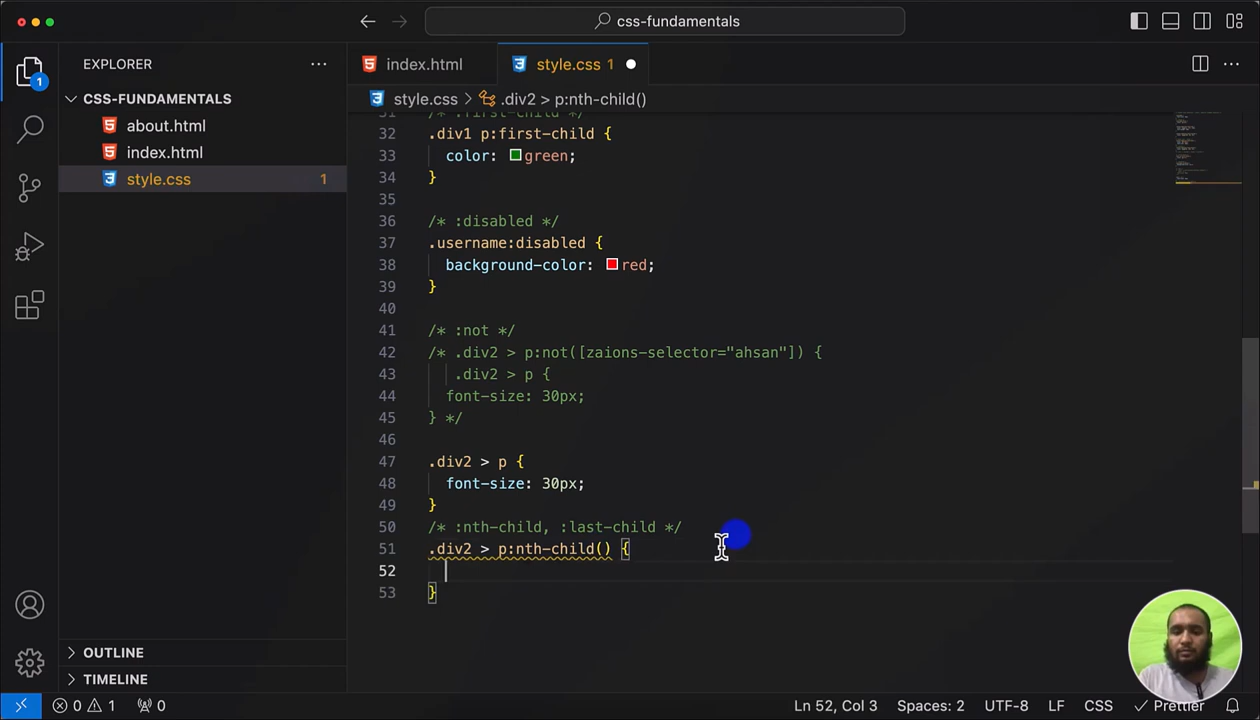 css-fundamentals
EXPLORER
index.html
style.css 1
CSS-FUNDAMENTALS
style.css > .div2 > p:nth-child()
about.html
index.html
style.css 1
1
31 /* :first-child */
32 .div1 p:first-child {
33 color: green;
34 }
35
36 /* :disabled */
37 .username:disabled {
38 background-color: red;
39 }
40
41 /* :not */
42 /* .div2 > p:not([zaions-selector="ahsan"]) {
43 .div2 > p {
44 font-size: 30px;
45 } */
46
47 .div2 > p {
48 font-size: 30px;
49 }
50 /* :nth-child, :last-child */
51 .div2 > p:nth-child() {
52
53 }
OUTLINE
TIMELINE
0 1 0 Ln 52, Col 3 Spaces: 2 UTF-8 LF CSS Prettier